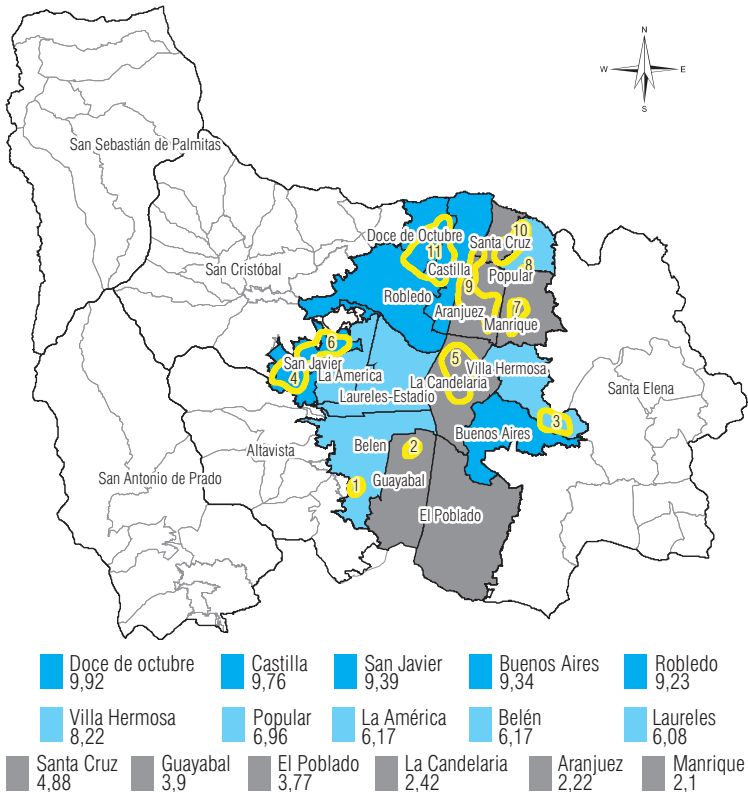 N
W E
S
San Sebastián de Palmitas
Doce de Octubre
10
Santa Cruz
11
San Cristóbal
Castilla
8
Popular
9
Robledo
7
Aranjuez
Manrique
6
5
San Javier
Villa Hermosa
4
La America
La Candelaria
Santa Elena
Laureles-Estadio
3
Buenos Aires
Belen
2
Altavista
San Antonio de Prado
1
Guayabal
El Poblado
Doce de octubre
9,92
Castilla
9,76
San Javier
9,39
Buenos Aires
9,34
Robledo
9,23
Villa Hermosa
8,22
Popular
6,96
La América
6,17
Belén
6,17
Laureles
6,08
Santa Cruz
4,88
Guayabal
3,9
El Poblado
3,77
La Candelaria
2,42
Aranjuez
2,22
Manrique
2,1